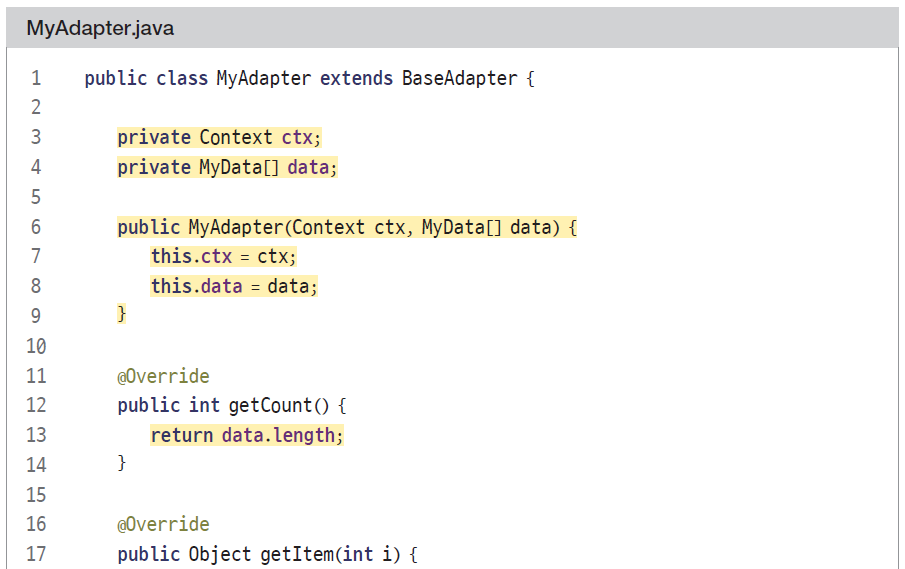 MyAdapter.java
1 public class MyAdapter extends BaseAdapter {
2
3 private Context ctx;
4 private MyData[] data;
5
6 public MyAdapter(Context ctx, MyData[] data) {
7 this.ctx = ctx;
8 this.data = data;
9 }
10
11 @Override
12 public int getCount() {
13 return data.length;
14 }
15
16 @Override
17 public Object getItem(int i) {